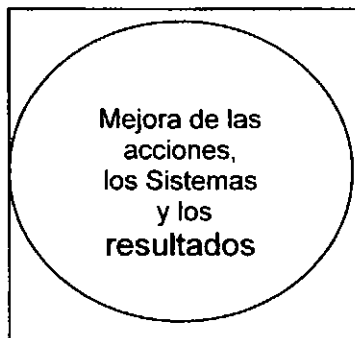 Mejora de las
acciones,
los Sistemas
y los
resultados